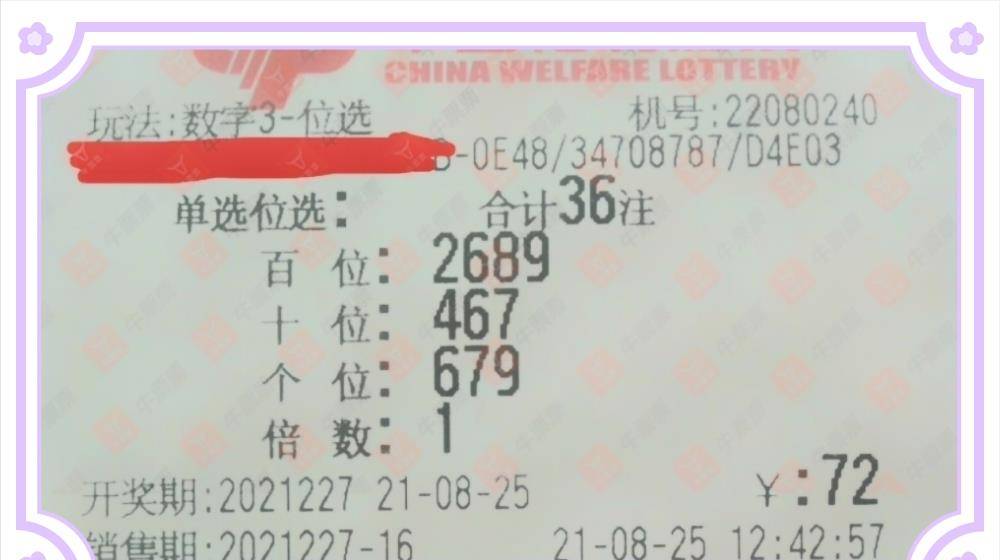 CHINA WELFARE LOTTERY
玩法:数字3-位选 机号:22080240
-0E48/34708787/D4E03
单选位选: 合计36注
百 位: 2689
十 位: 467
个 位: 679
倍 数: 1
开奖期:2021227 21-08-25 ¥:72
销售期:2021227-16 21-08-25 12:42:57